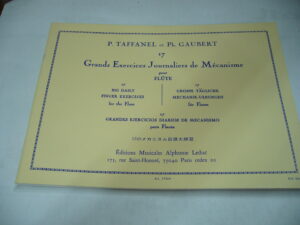 P. TAFFANEL et Ph. GAUBERT
17
Grands Exercices Journaliers de Mécanisme
pour
FLÛTE
17
BIG DAILY
FINGER EXERCISES
for the Flute
17
GROSSE TÄGLICHE
MECHANIK-ÜBUNGEN
für Flöte
17
GRANDES EJERCICIOS DIARIOS DE MECANISMO
para Flauta
Éditions Musicales Alphonse Leduc
175, rue Saint-Honoré, 75040 Paris cedex 01